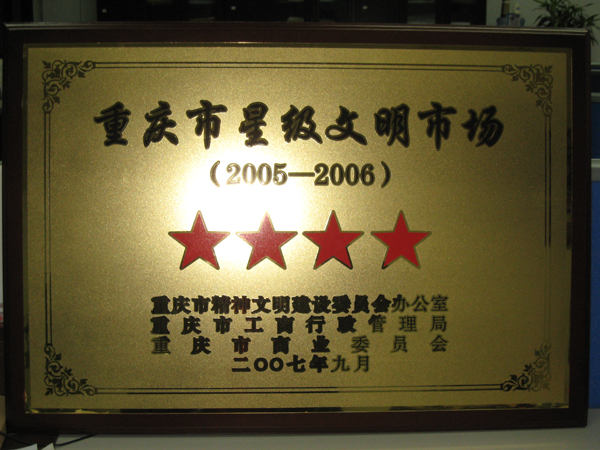 重庆市星级文明市场
（2005—2006）
重庆市精神文明建设委员会办公室
重庆市工商行政管理局
重庆市商业委员会
二〇〇七年九月